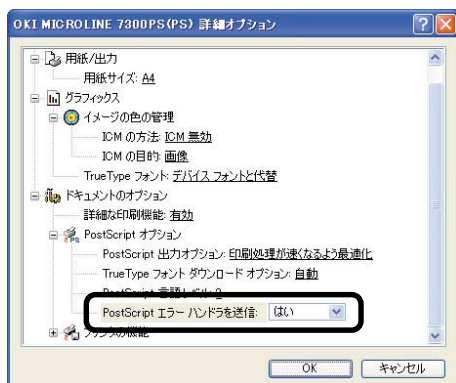 OKI MICROLINE 7300PS(PS) 詳細オプション
用紙/出力
用紙サイズ: A4
グラフィックス
イメージの色の管理
ICM の方法: ICM 無効
ICM の目的: 画像
TrueType フォント: デバイス フォントと代替
ドキュメントのオプション
詳細な印刷機能: 有効
PostScript オプション
PostScript 出力オプション: 印刷処理が速くなるよう最適化
TrueType フォント ダウンロード オプション: 自動
PostScript 言語レベル: 2
PostScript エラー ハンドラを送信: はい
プリンタの機能
OK キャンセル